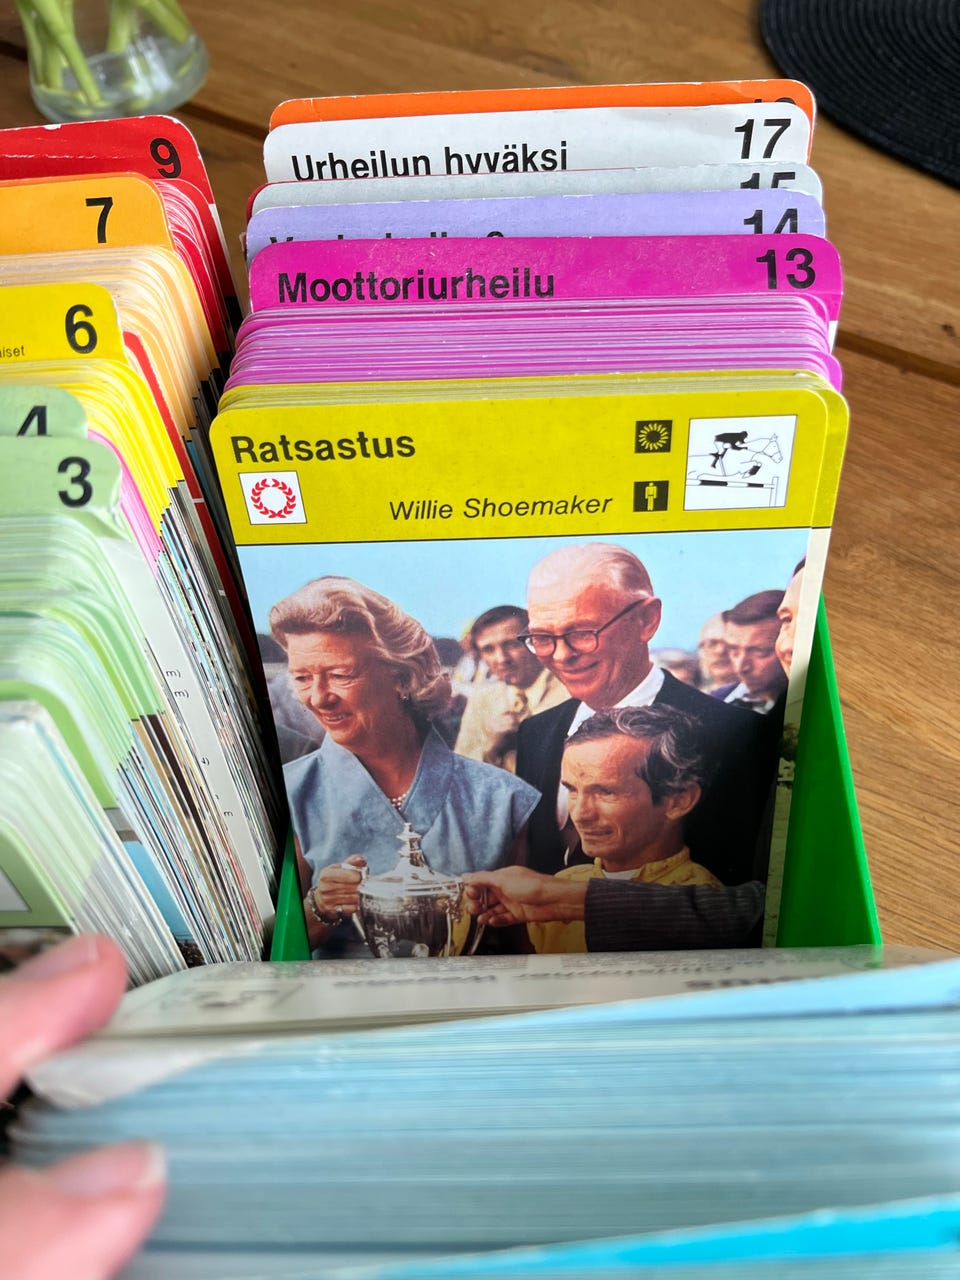 9
7
6
4
3
17
Urheilun hyväksi
15
14
Moottoriurheilu
13
Ratsastus
Willie Shoemaker